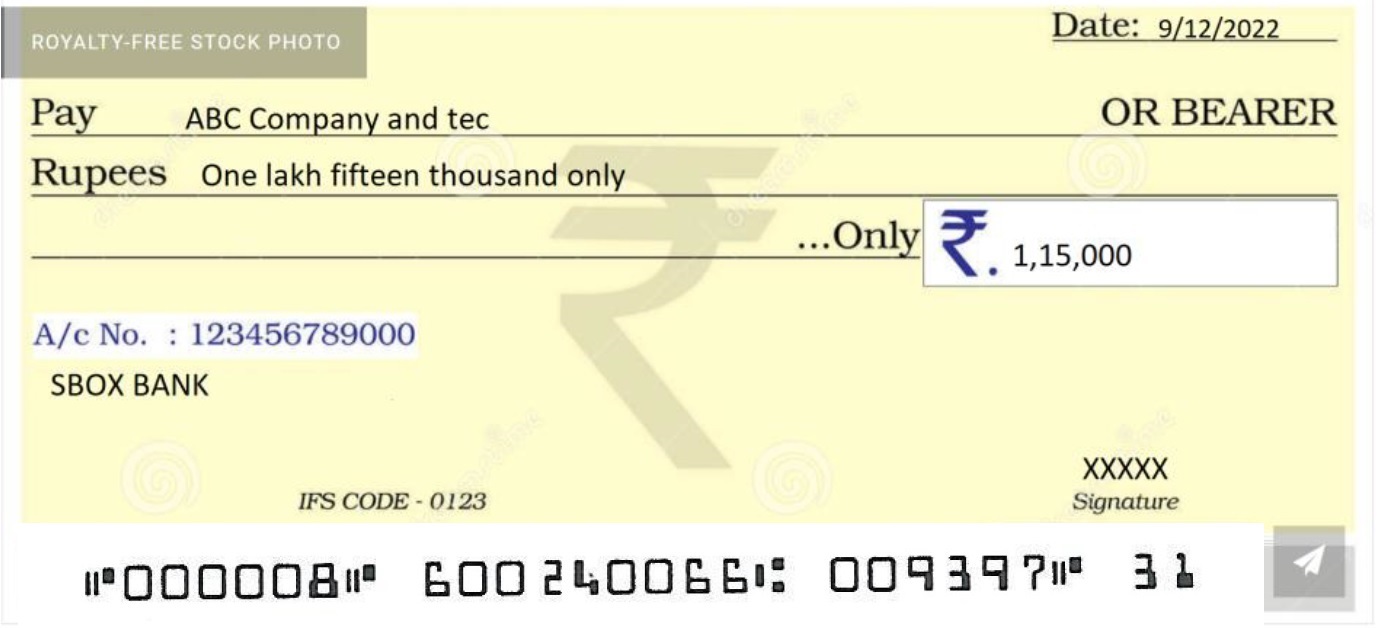 ROYALTY-FREE STOCK PHOTO
Date: 9/12/2022
Pay ABC Company and tec OR BEARER
Rupees One lakh fifteen thousand only
...Only ₹. 1,15,000
A/c No. : 123456789000
SBOX BANK
XXXXX
IFS CODE - 0123 Signature
⑈000008⑈ 600240066⑆ 009397⑈ 31